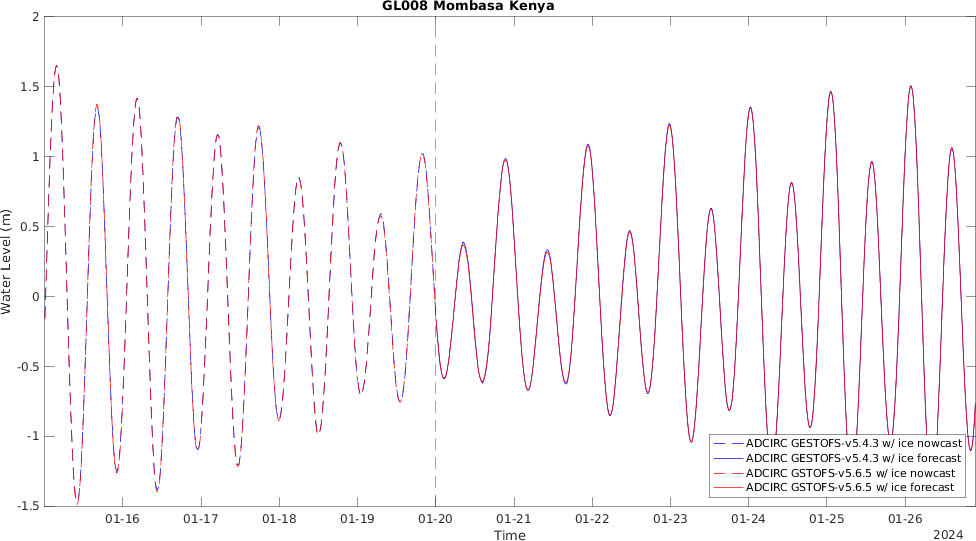 GL008 Mombasa Kenya
2
1.5
1
0.5
0
-0.5
-1
-1.5
Water Level (m)
ADCIRC GESTOFS-v5.4.3 w/ ice nowcast
ADCIRC GESTOFS-v5.4.3 w/ ice forecast
ADCIRC GSTOFS-v5.6.5 w/ ice nowcast
ADCIRC GSTOFS-v5.6.5 w/ ice forecast
01-16 01-17 01-18 01-19 01-20 01-21 01-22 01-23 01-24 01-25 01-26
Time
2024